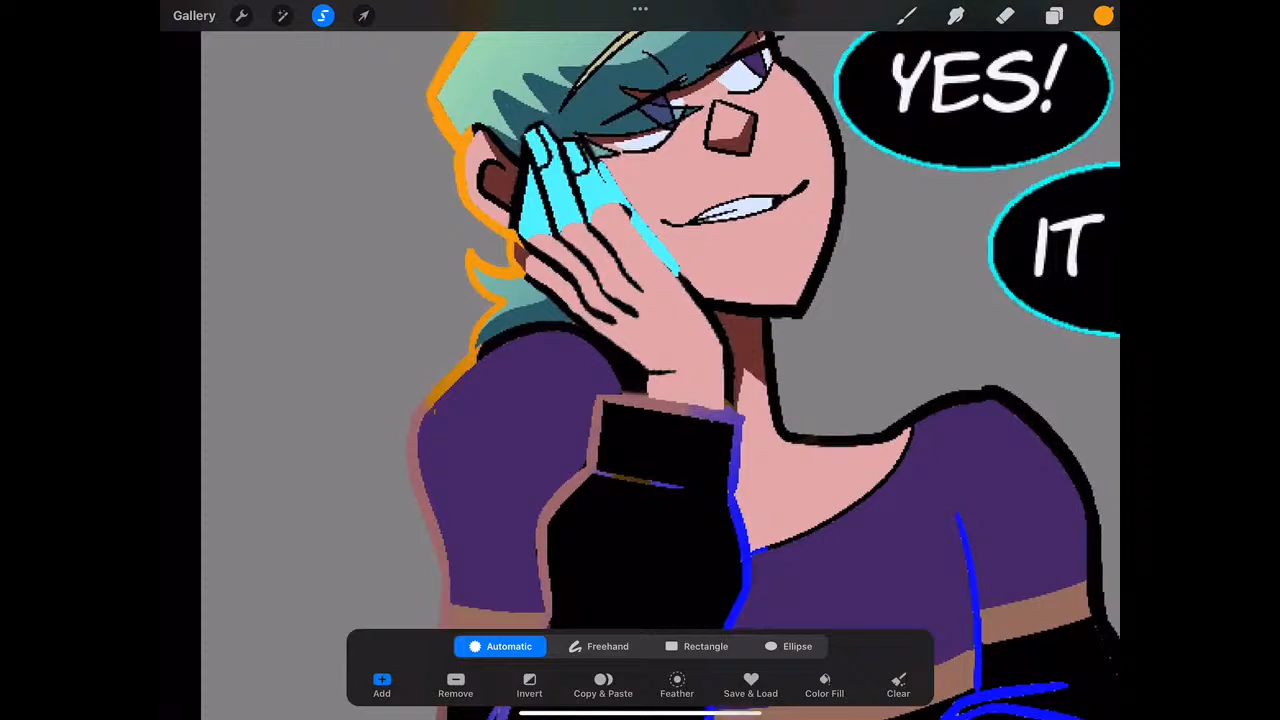 Gallery
YES!
IT
Automatic Freehand Rectangle Ellipse
Add Remove Invert Copy & Paste Feather Save & Load Color Fill Clear